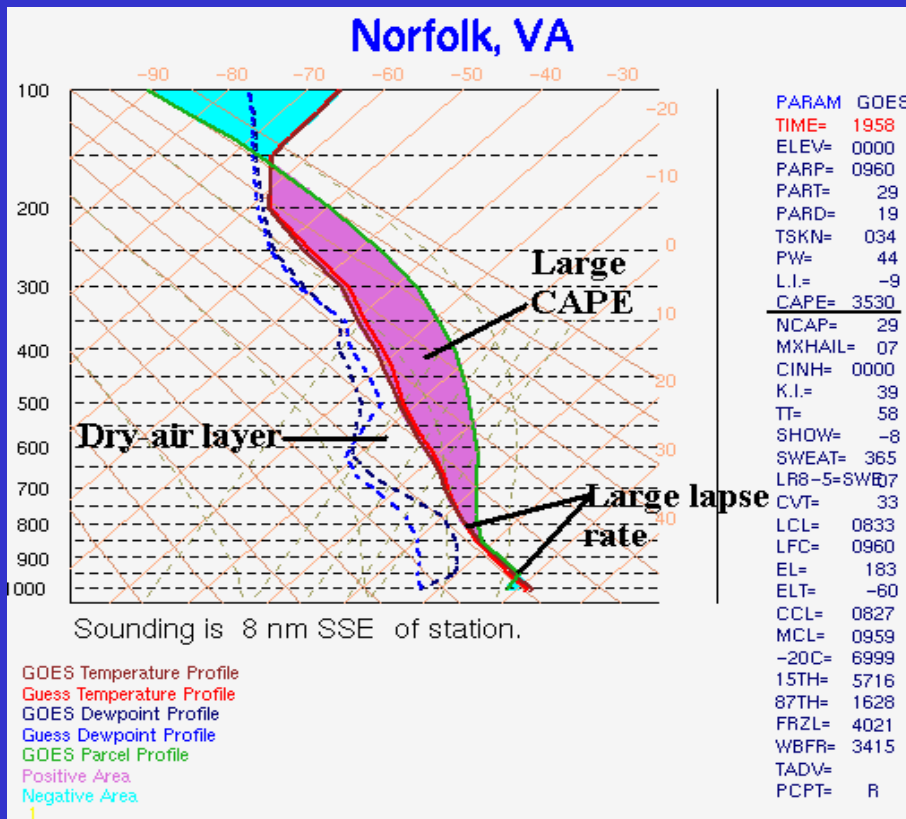 Norfolk, VA
-90 -80 -70 -60 -50 -40 -30
-20
-10
0
10
20
30
40
100
200
300
400
500
600
700
800
900
1000
Large
CAPE
Dry-air layer
Large lapse
rate
Sounding is 8 nm SSE of station.
GOES Temperature Profile
Guess Temperature Profile
GOES Dewpoint Profile
Guess Dewpoint Profile
GOES Parcel Profile
Positive Area
Negative Area
1
PARAM GOES
TIME= 1958
ELEV= 0000
PARP= 0960
PART= 29
PARD= 19
TSKN= 034
PW= 44
L.I.= -9
CAPE= 3530
NCAP= 29
MXHAIL= 07
CINH= 0000
K.I.= 39
TT= 58
SHOW= -8
SWEAT= 365
LR8-5=SWE 07
CVT= 33
LCL= 0833
LFC= 0960
EL= 183
ELT= -60
CCL= 0827
MCL= 0959
-20C= 6999
15TH= 5716
87TH= 1628
FRZL= 4021
WBFR= 3415
TADV=
PCPT= R